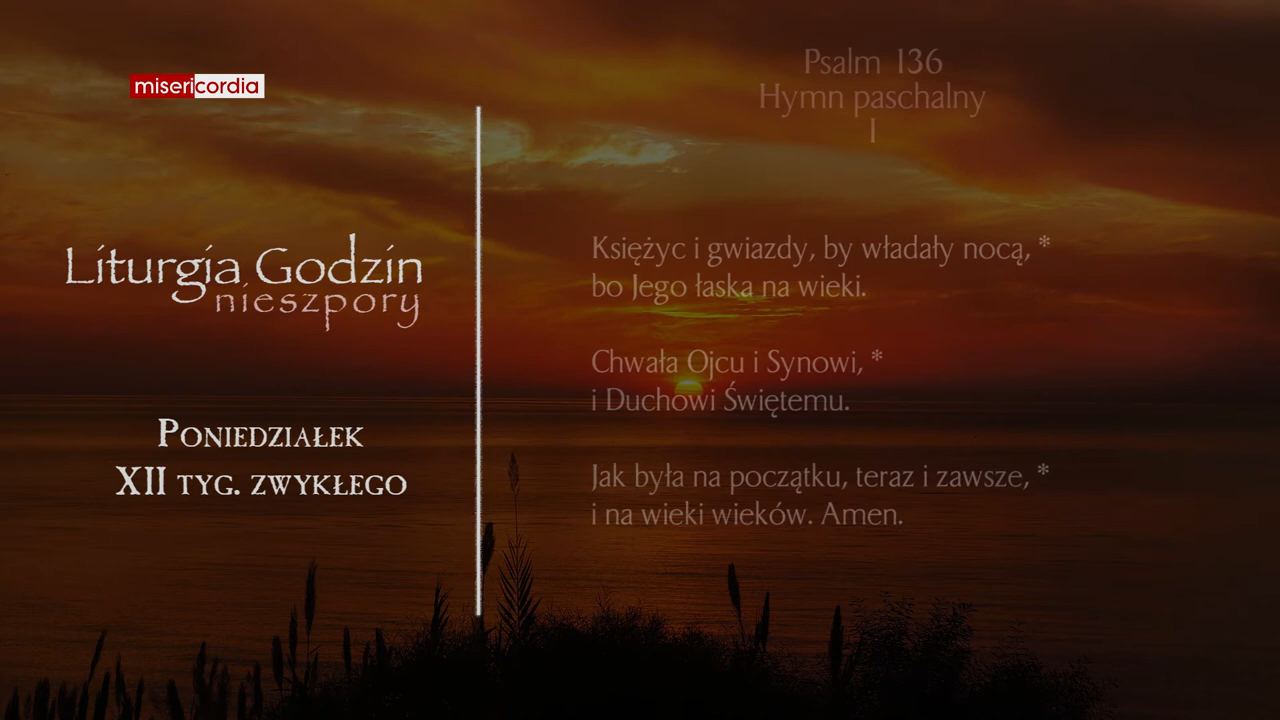 misericordia
Liturgia Godzin
nieszpory
Poniedziałek
XII tyg. zwykłego
Psalm 136
Hymn paschalny
I
Księżyc i gwiazdy, by władały nocą, *
bo Jego łaska na wieki.
Chwała Ojcu i Synowi, *
i Duchowi Świętemu.
Jak była na początku, teraz i zawsze, *
i na wieki wieków. Amen.